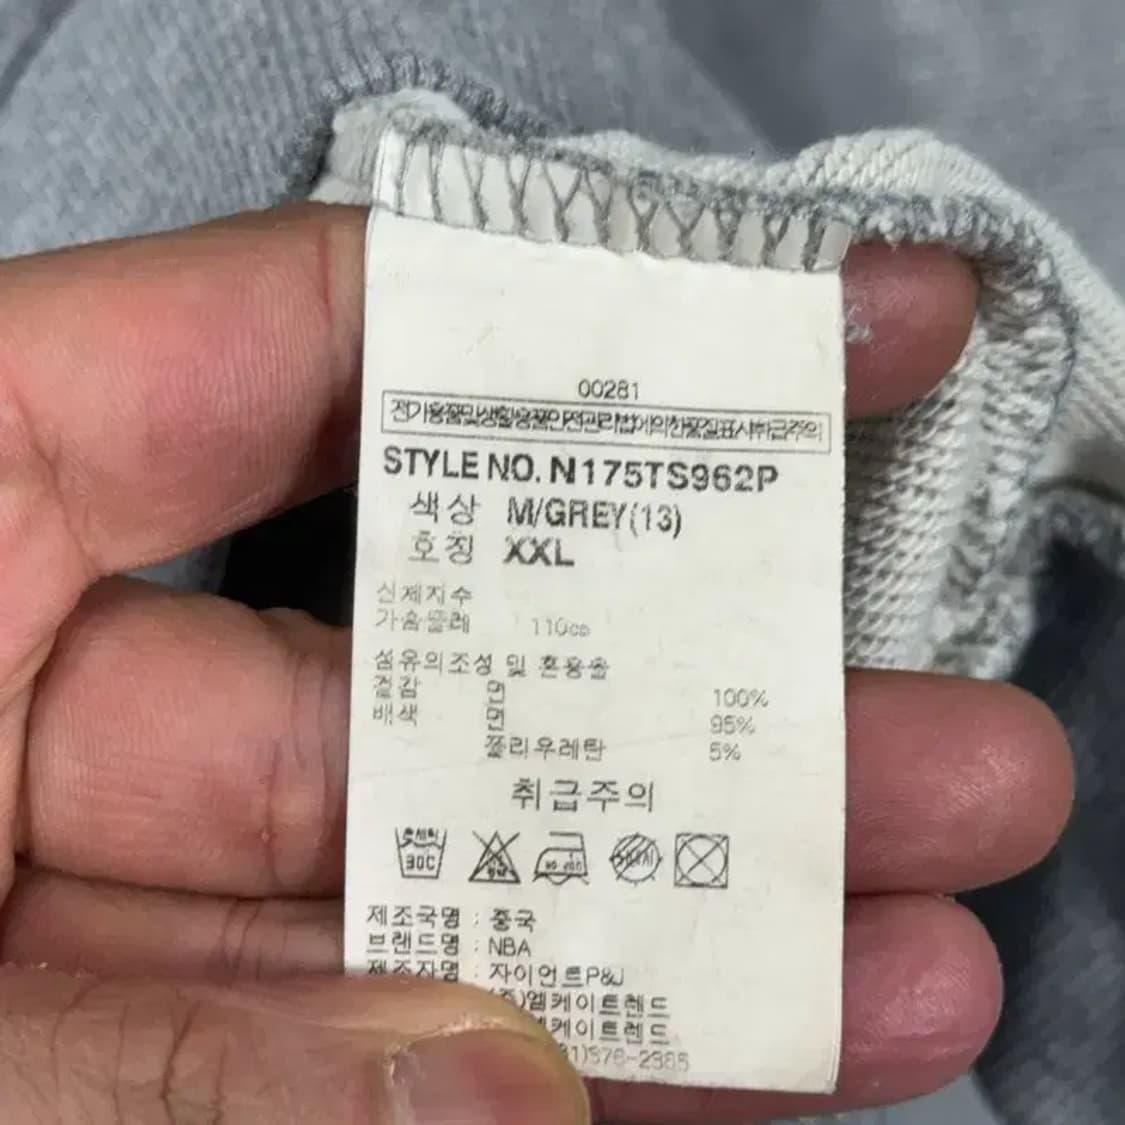 00281
전기용품및생활용품안전관리법에의한품질표시취급주의
STYLE NO. N175TS962P
색상 M/GREY(13)
호칭 XXL
신체지수
가슴둘레 110cm
섬유의조성 및 혼용율
겉감 면 100%
배색 면 95%
폴리우레탄 5%
취급주의
30C
제조국명 : 중국
브랜드명 : NBA
제조자명 : 자이언트P&J
(주)엠케이트렌드
엠케이트렌드